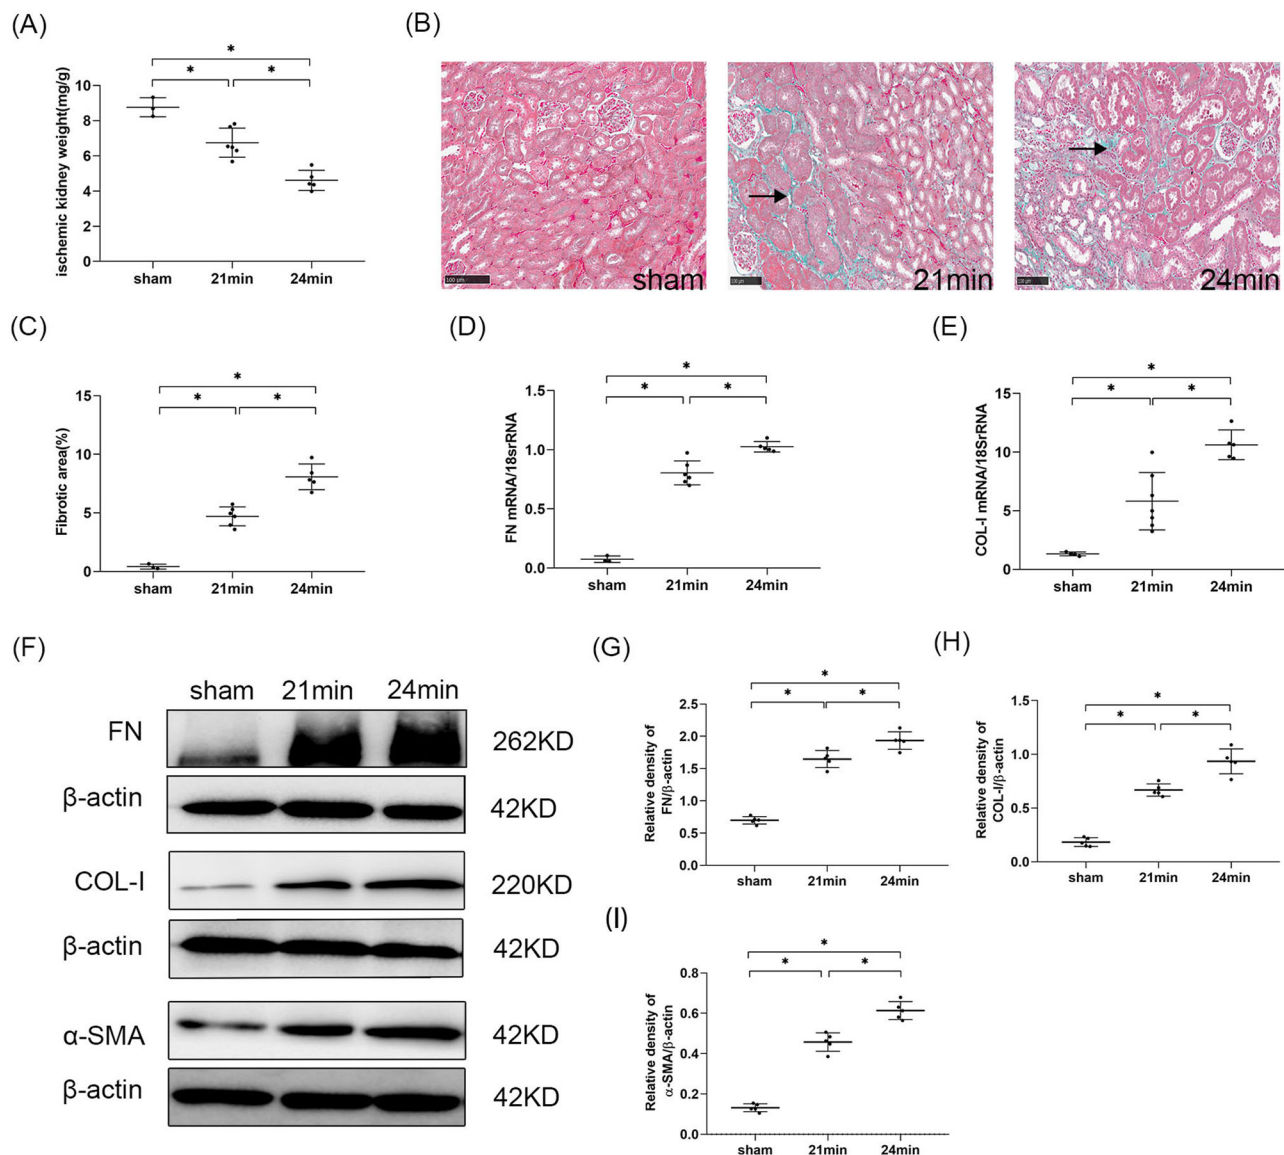 (A)
*
*
*
ischemic kidney weight(mg/g)
10
8
6
4
2
0
sham 21min 24min
(B)
100 μm
sham
100 μm
21min
24min
(C)
*
*
*
Fibrotic area(%)
15
10
5
0
sham 21min 24min
(D)
*
*
*
FN mRNA/18srRNA
1.5
1.0
0.5
0.0
sham 21min 24min
(E)
*
*
*
COL-I mRNA/18SrRNA
15
10
5
0
sham 21min 24min
(F)
sham 21min 24min
FN 262KD
β-actin 42KD
COL-I 220KD
β-actin 42KD
α-SMA 42KD
β-actin 42KD
(G)
*
*
*
Relative density of
FN/β-actin
2.5
2.0
1.5
1.0
0.5
0.0
sham 21min 24min
(H)
*
*
*
Relative density of
COL-I/β-actin
1.5
1.0
0.5
0.0
sham 21min 24min
(I)
*
*
*
Relative density of
α-SMA/β-actin
0.8
0.6
0.4
0.2
0.0
sham 21min 24min